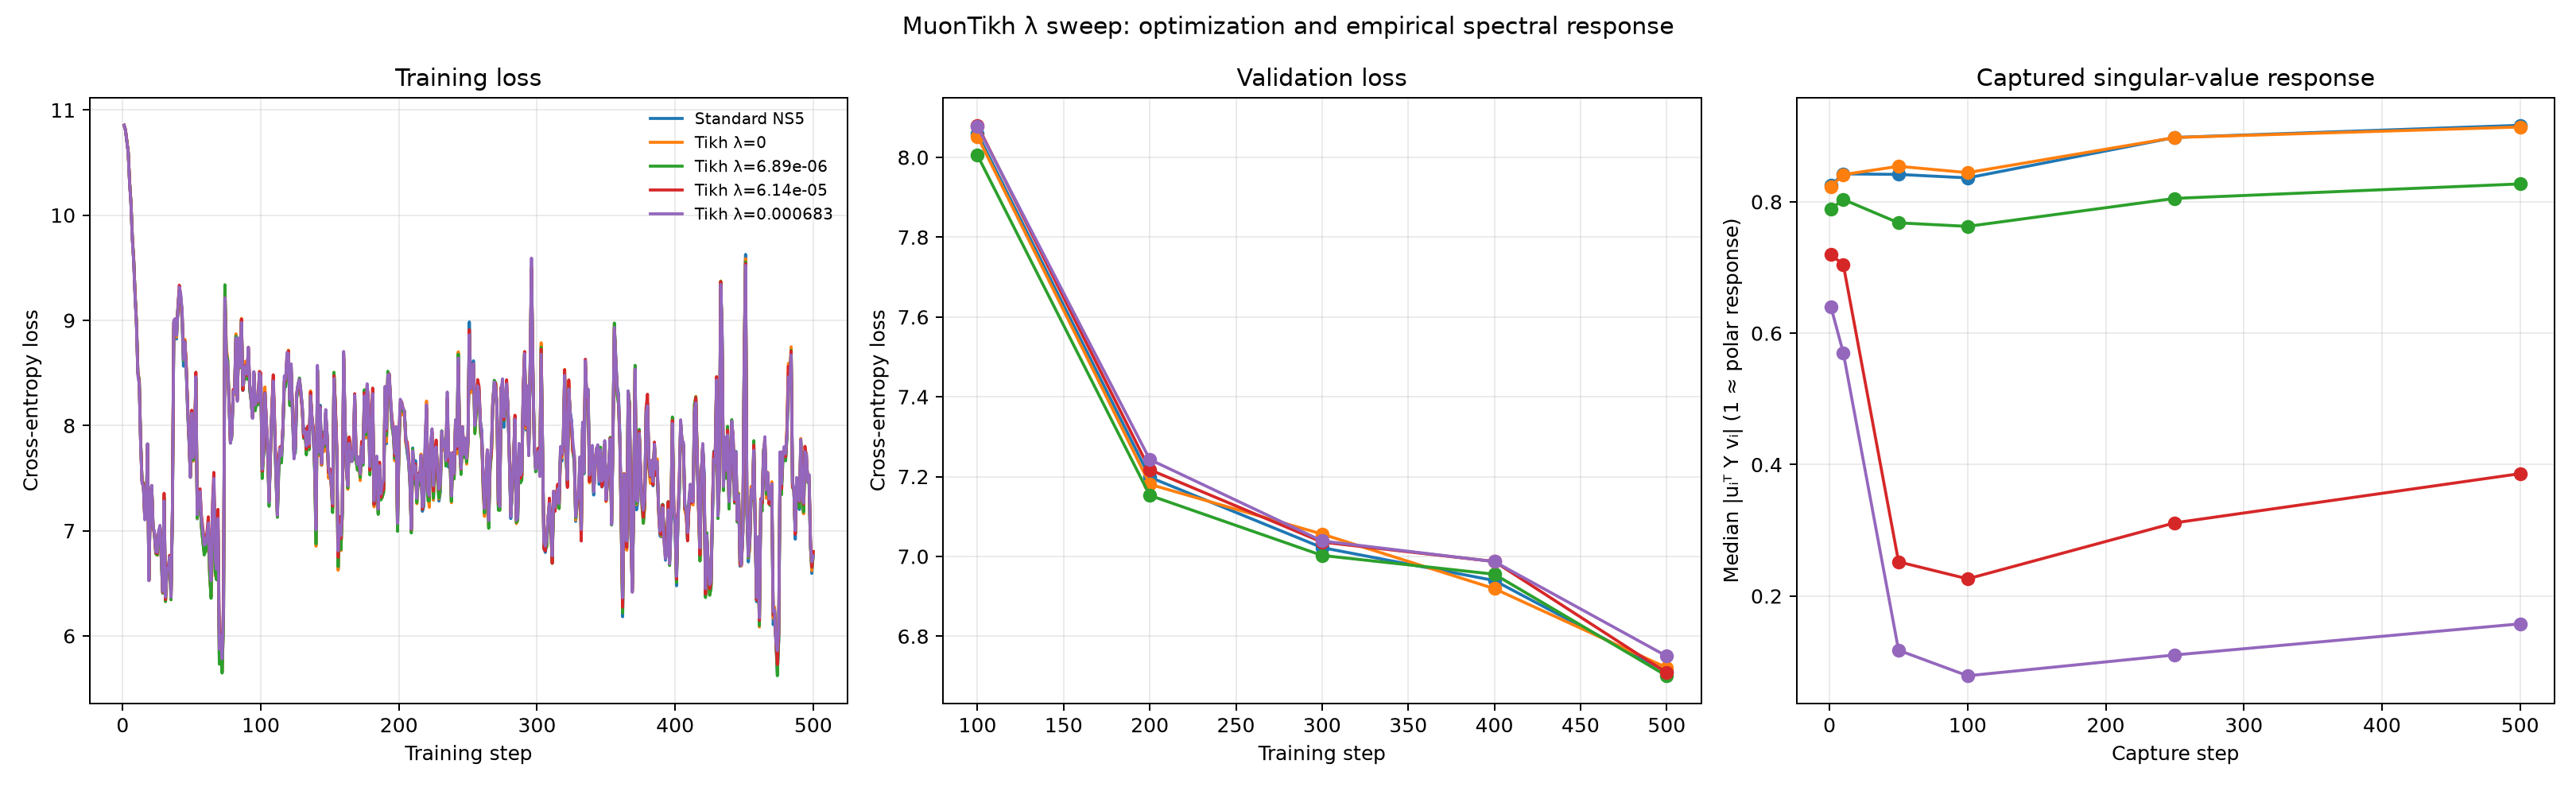 MuonTikh λ sweep: optimization and empirical spectral response
Training loss
Cross-entropy loss
11
10
9
8
7
6
0
100
200
300
400
500
Training step
Standard NS5
Tikh λ=0
Tikh λ=6.89e-06
Tikh λ=6.14e-05
Tikh λ=0.000683
Validation loss
Cross-entropy loss
8.0
7.8
7.6
7.4
7.2
7.0
6.8
100
150
200
250
300
350
400
450
500
Training step
Captured singular-value response
Median |uᵢᵀ Y vᵢ| (1 ≈ polar response)
0.8
0.6
0.4
0.2
0
100
200
300
400
500
Capture step